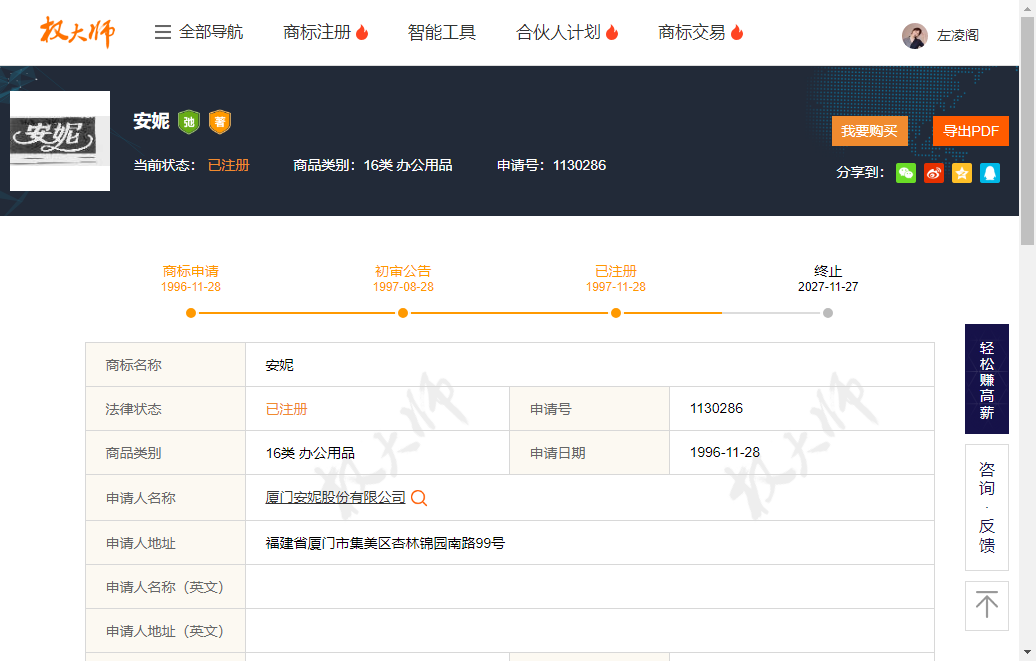 权大师
全部导航 商标注册 智能工具 合伙人计划 商标交易 左凌阁
安妮
安妮 驰 著
当前状态： 已注册 商品类别：16类 办公用品 申请号：1130286
我要购买 导出PDF
分享到：
商标申请 初审公告 已注册 终止
1996-11-28 1997-08-28 1997-11-28 2027-11-27
商标名称 安妮
法律状态 已注册 申请号 1130286
商品类别 16类 办公用品 申请日期 1996-11-28
申请人名称 厦门安妮股份有限公司
申请人地址 福建省厦门市集美区杏林锦园南路99号
申请人名称（英文）
申请人地址（英文）
权大师 权大师
轻松赚高薪
咨询·反馈